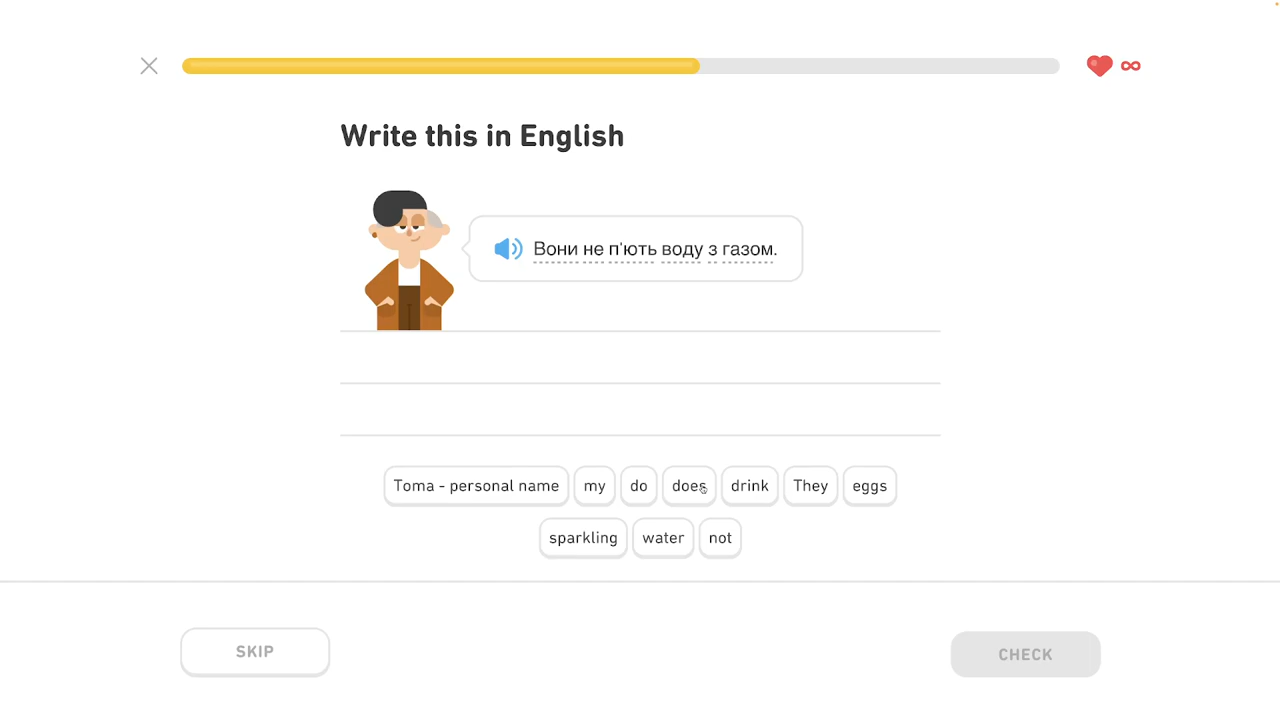 ∞
Write this in English
Вони не п'ють воду з газом.
Toma - personal name my do does drink They eggs
sparkling water not
SKIP CHECK